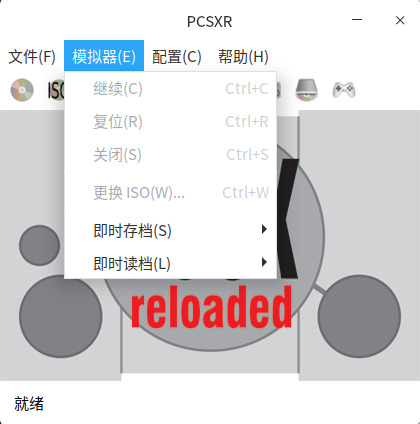 PCSXR
文件(F) 模拟器(E) 配置(C) 帮助(H)
ISO
继续(C) Ctrl+C
复位(R) Ctrl+R
关闭(S) Ctrl+S
更换 ISO(W)... Ctrl+W
即时存档(S)
即时读档(L)
reloaded
就绪